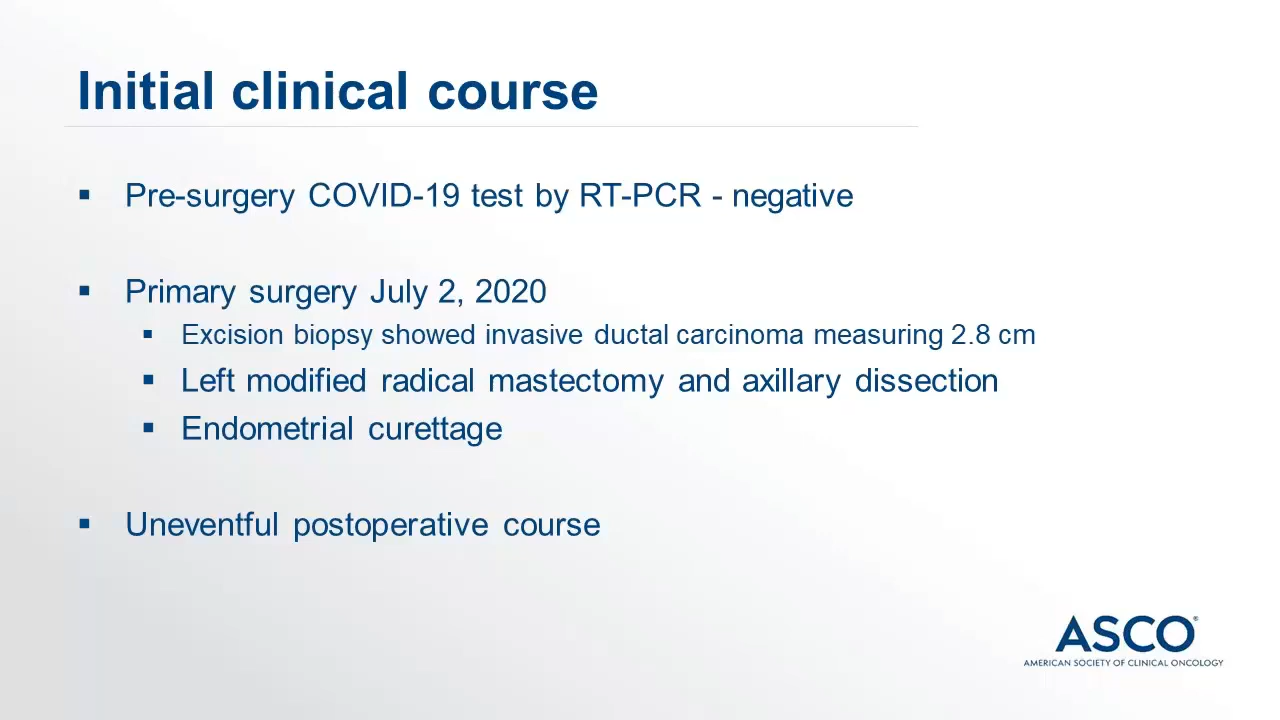 Initial clinical course
▪ Pre-surgery COVID-19 test by RT-PCR - negative
▪ Primary surgery July 2, 2020
▪ Excision biopsy showed invasive ductal carcinoma measuring 2.8 cm
▪ Left modified radical mastectomy and axillary dissection
▪ Endometrial curettage
▪ Uneventful postoperative course
ASCO®
AMERICAN SOCIETY OF CLINICAL ONCOLOGY